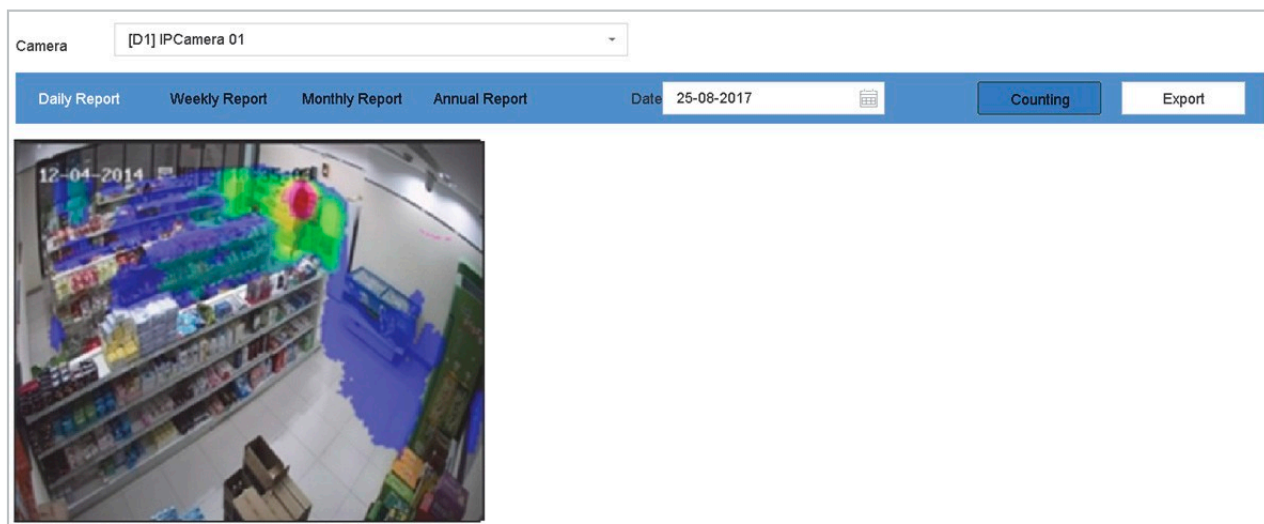 Camera [D1] IPCamera 01
Daily Report Weekly Report Monthly Report Annual Report Date 25-08-2017 Counting Export
12-04-2014